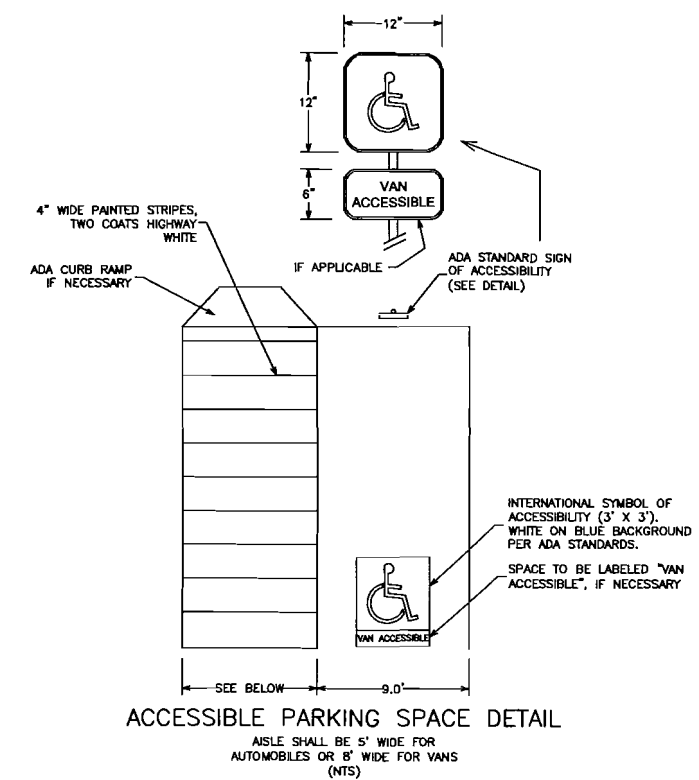 12"
12"
VAN
ACCESSIBLE
6"
4" WIDE PAINTED STRIPES,
TWO COATS HIGHWAY
WHITE
ADA CURB RAMP
IF NECESSARY
IF APPLICABLE
ADA STANDARD SIGN
OF ACCESSIBILITY
(SEE DETAIL)
INTERNATIONAL SYMBOL OF
ACCESSIBILITY (3' X 3').
WHITE ON BLUE BACKGROUND
PER ADA STANDARDS.
SPACE TO BE LABELED "VAN
ACCESSIBLE", IF NECESSARY
VAN ACCESSIBLE
SEE BELOW
9.0'
ACCESSIBLE PARKING SPACE DETAIL
AISLE SHALL BE 5' WIDE FOR
AUTOMOBILES OR 8' WIDE FOR VANS
(NTS)